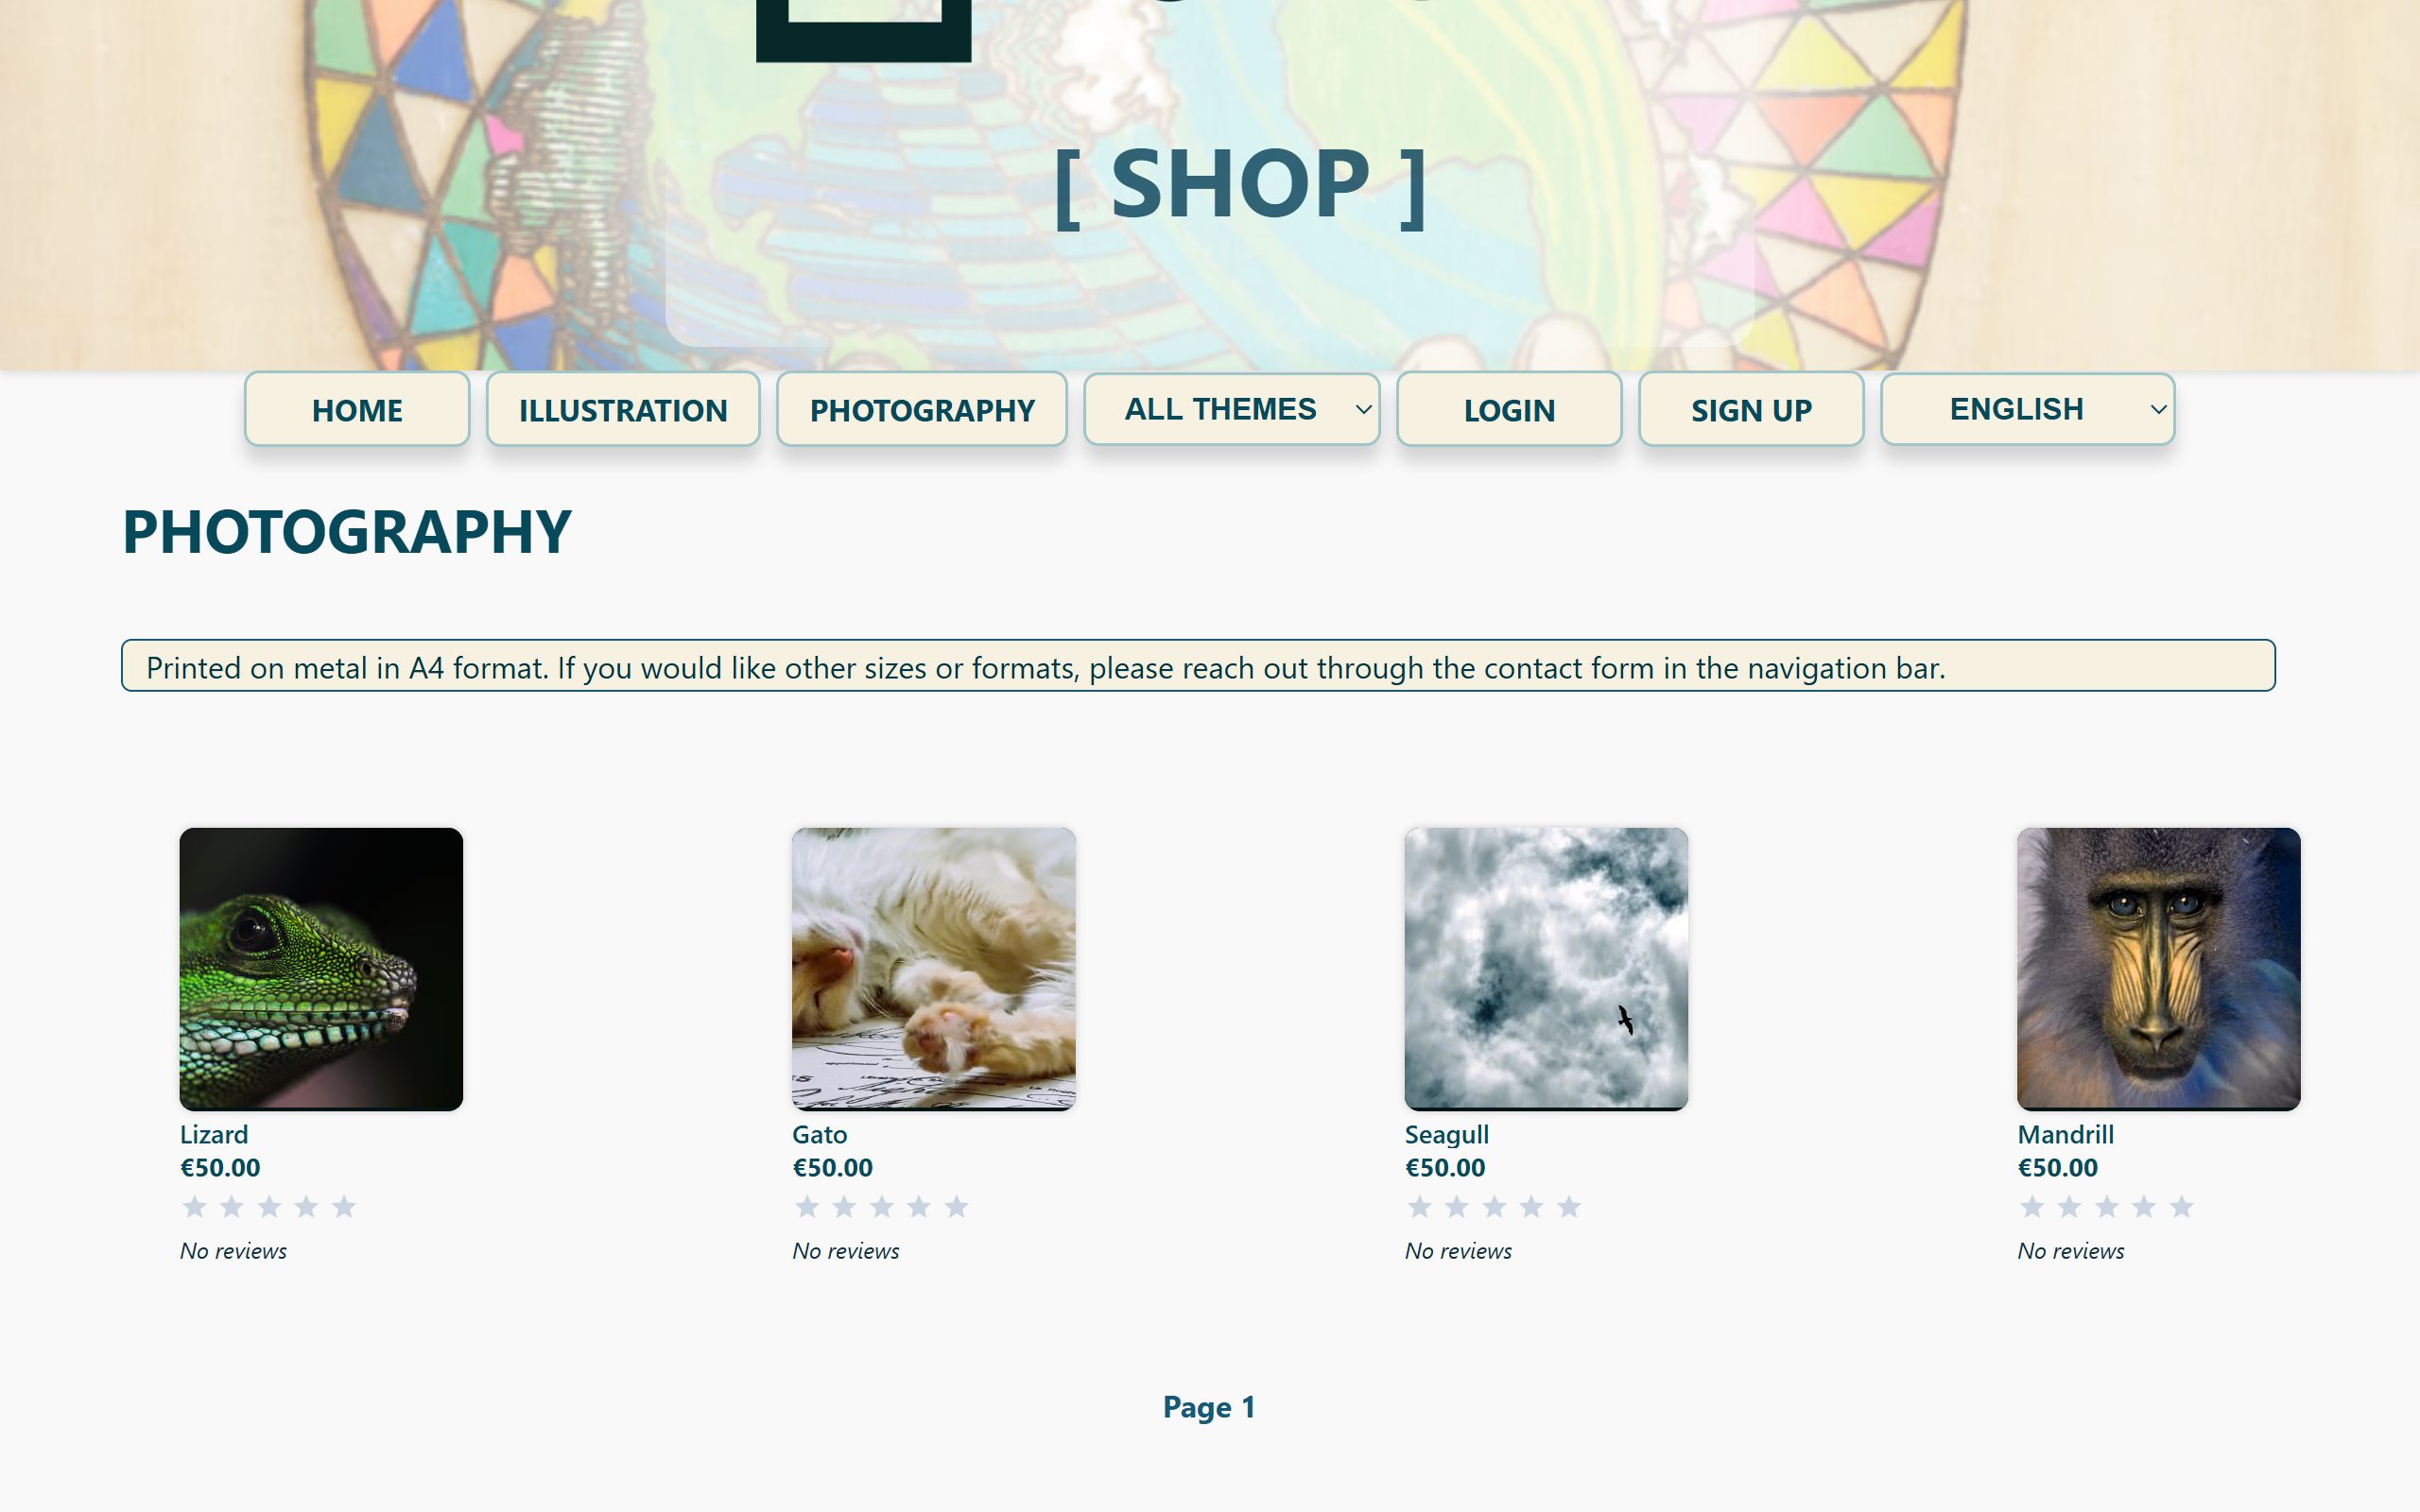 [ SHOP ]
HOME
ILLUSTRATION
PHOTOGRAPHY
ALL THEMES
LOGIN
SIGN UP
ENGLISH
PHOTOGRAPHY
Printed on metal in A4 format. If you would like other sizes or formats, please reach out through the contact form in the navigation bar.
Lizard
€50.00
No reviews
Gato
€50.00
No reviews
Seagull
€50.00
No reviews
Mandrill
€50.00
No reviews
Page 1